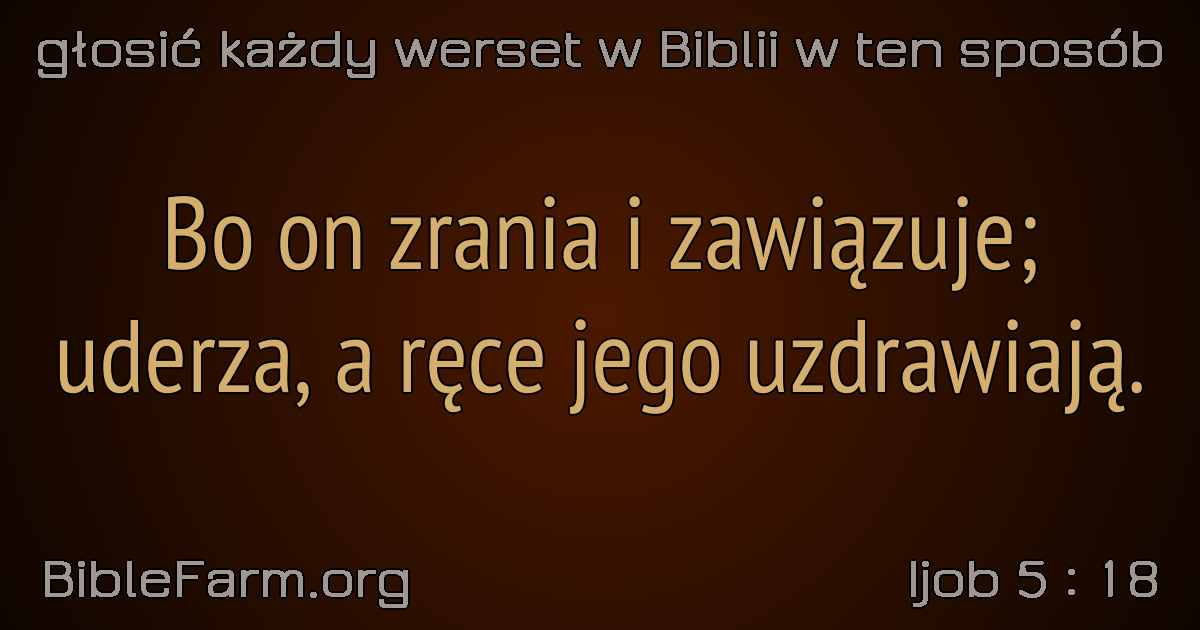 głosić każdy werset w Biblii w ten sposób
Bo on zrania i zawiązuje;
uderza, a ręce jego uzdrawiają.
BibleFarm.org
Ijob 5 : 18